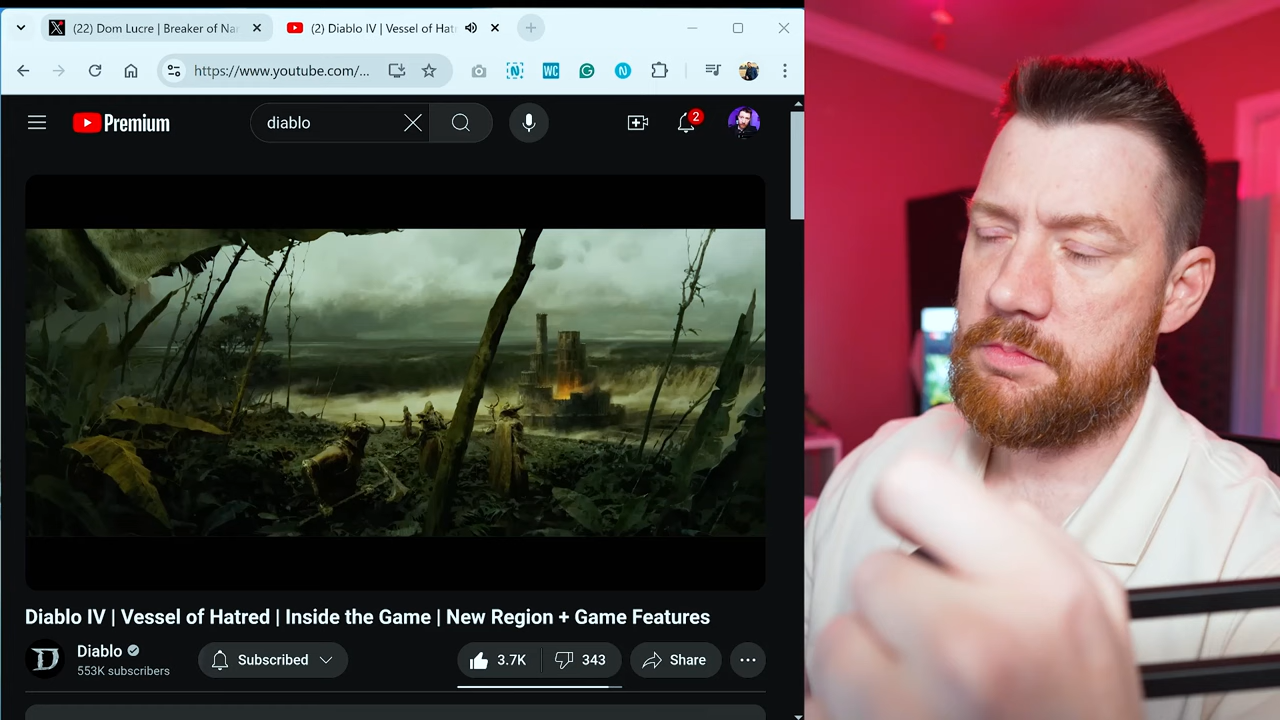 (22) Dom Lucre | Breaker of Nar
(2) Diablo IV | Vessel of Hat
https://www.youtube.com/...
N
WC
G
N
Premium
diablo
2
Diablo IV | Vessel of Hatred | Inside the Game | New Region + Game Features
Diablo
553K subscribers
Subscribed
3.7K
343
Share